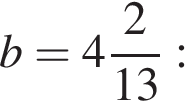 b = 4 2/13 :